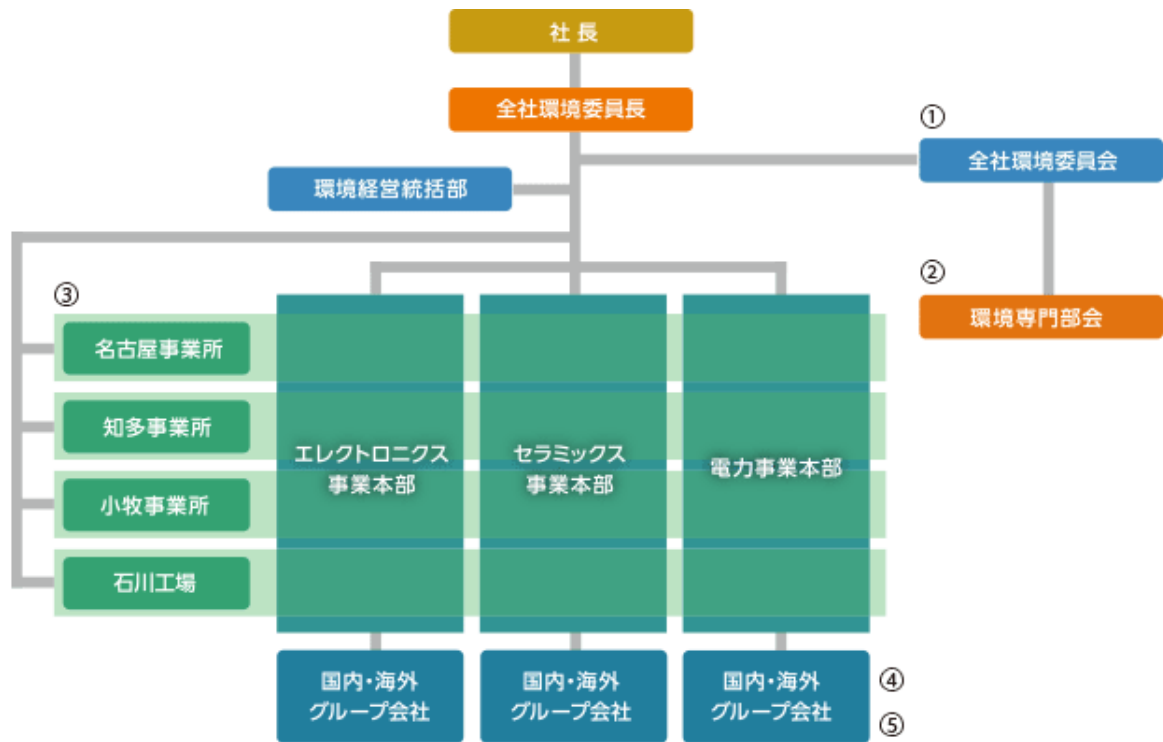 社 長
全社環境委員長
①
全社環境委員会
環境経営統括部
②
環境専門部会
③
名古屋事業所
知多事業所
小牧事業所
石川工場
エレクトロニクス
事業本部
セラミックス
事業本部
電力事業本部
国内・海外
グループ会社
国内・海外
グループ会社
国内・海外
グループ会社
④
⑤